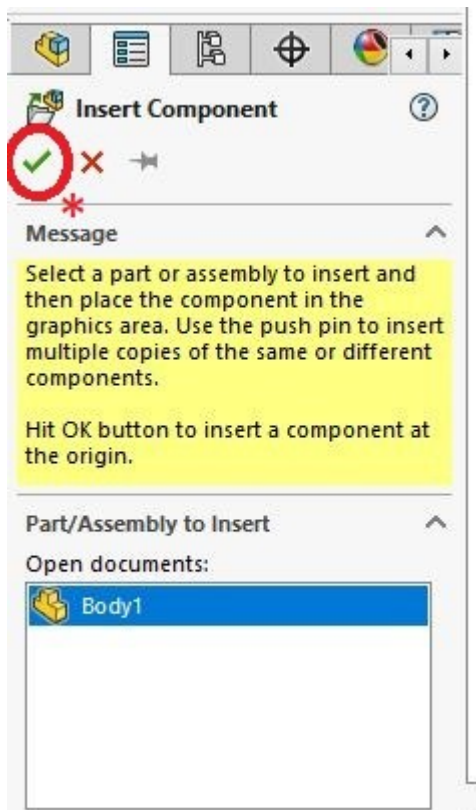 Insert Component
Message
Select a part or assembly to insert and
then place the component in the
graphics area. Use the push pin to insert
multiple copies of the same or different
components.
Hit OK button to insert a component at
the origin.
Part/Assembly to Insert
Open documents:
Body1